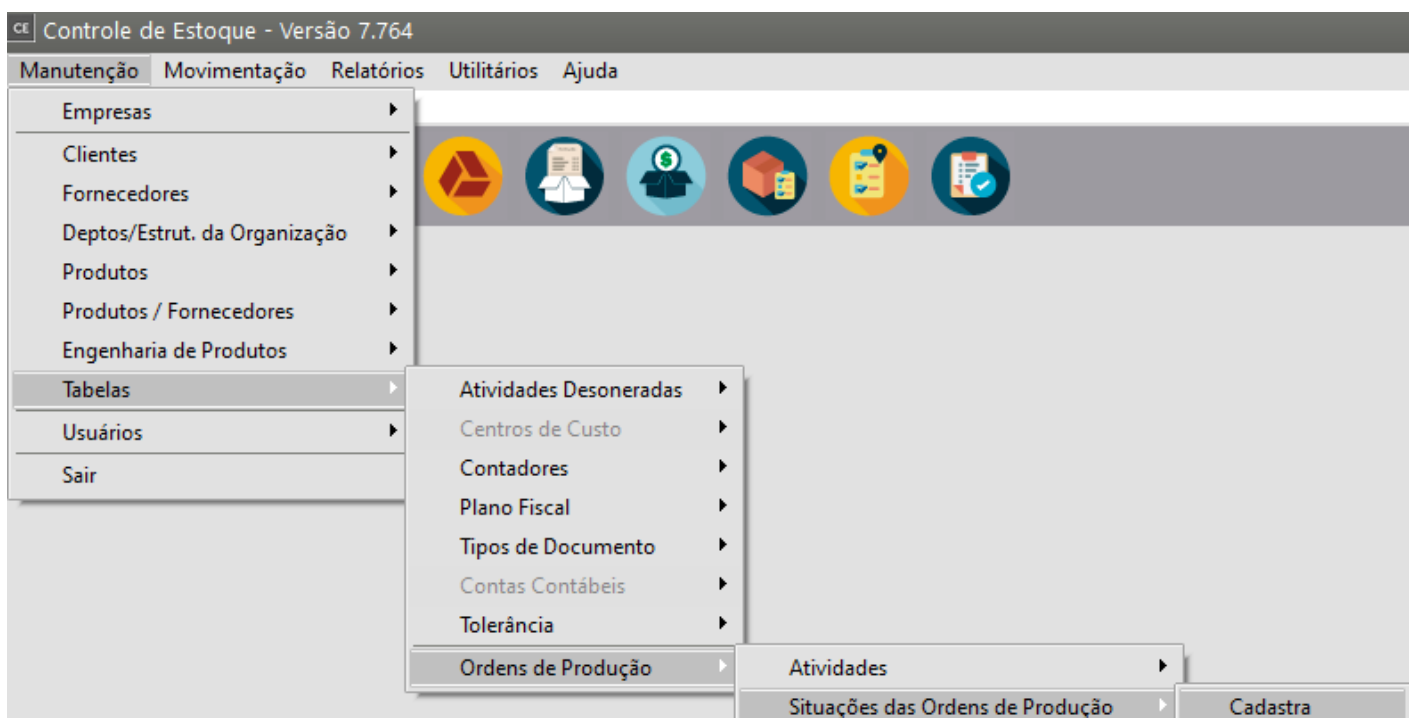 CE Controle de Estoque - Versão 7.764
Manutenção Movimentação Relatórios Utilitários Ajuda
Empresas
Clientes
Fornecedores
Deptos/Estrut. da Organização
Produtos
Produtos / Fornecedores
Engenharia de Produtos
Tabelas
Usuários
Sair
Atividades Desoneradas
Centros de Custo
Contadores
Plano Fiscal
Tipos de Documento
Contas Contábeis
Tolerância
Ordens de Produção
Atividades
Situações das Ordens de Produção
Cadastra